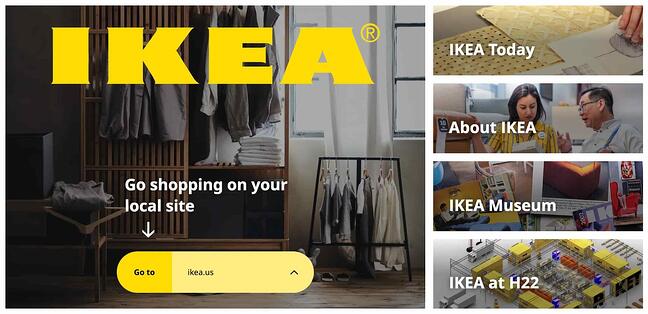 IKEA®
Go shopping on your
local site
Go to
ikea.us
IKEA Today
About IKEA
IKEA Museum
IKEA at H22